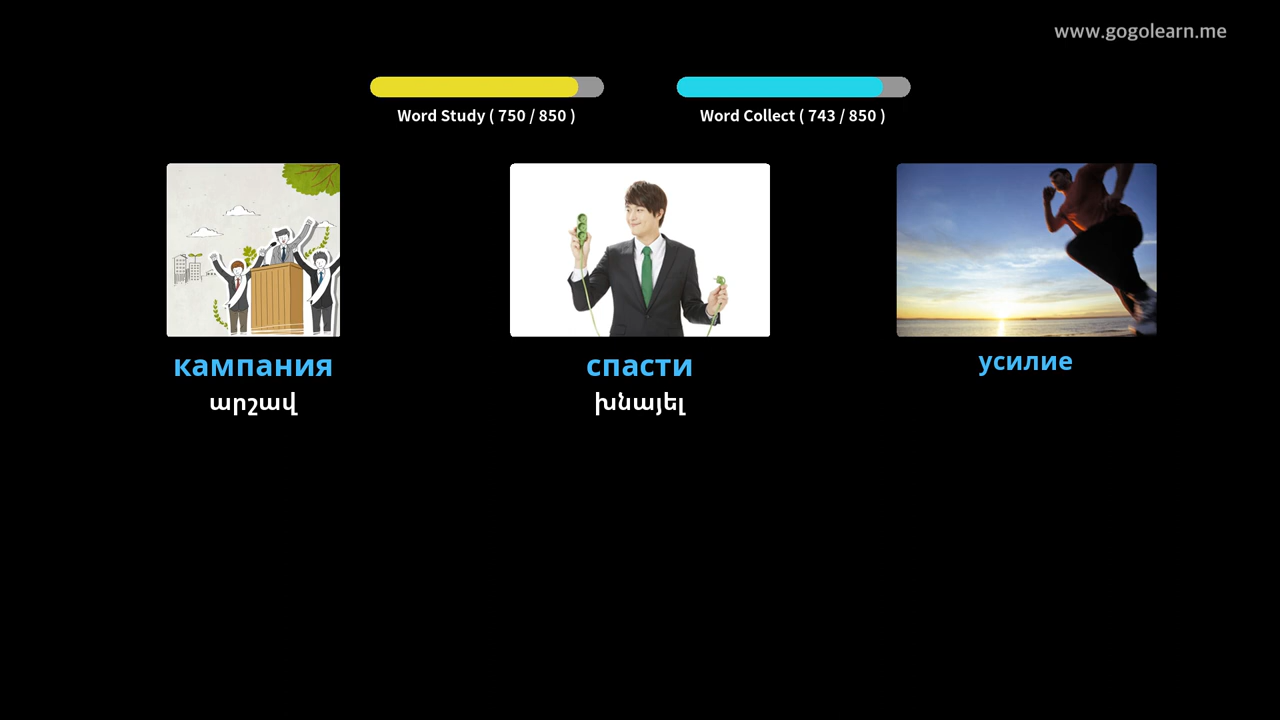 www.gogolearn.me
Word Study ( 750 / 850 )
Word Collect ( 743 / 850 )
кампания
արշավ
спасти
խնայել
усилие